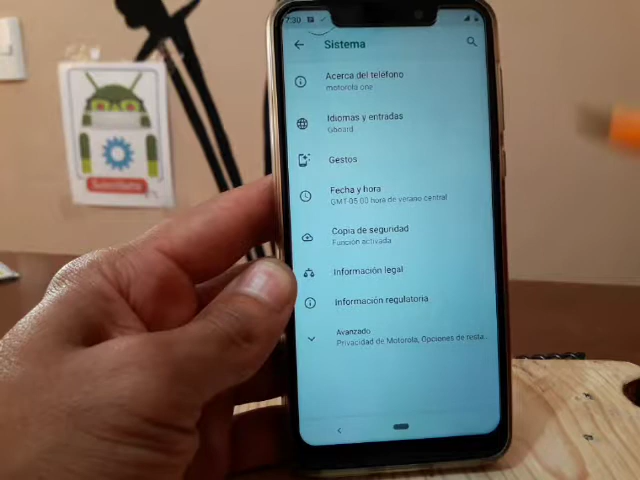 7:30
Sistema
Acerca del teléfono
motorola one
Idiomas y entradas
Gboard
Gestos
Fecha y hora
GMT-05:00 hora de verano central
Copia de seguridad
Función activada
Información legal
Información regulatoria
Avanzado
Privacidad de Motorola, Opciones de resta...